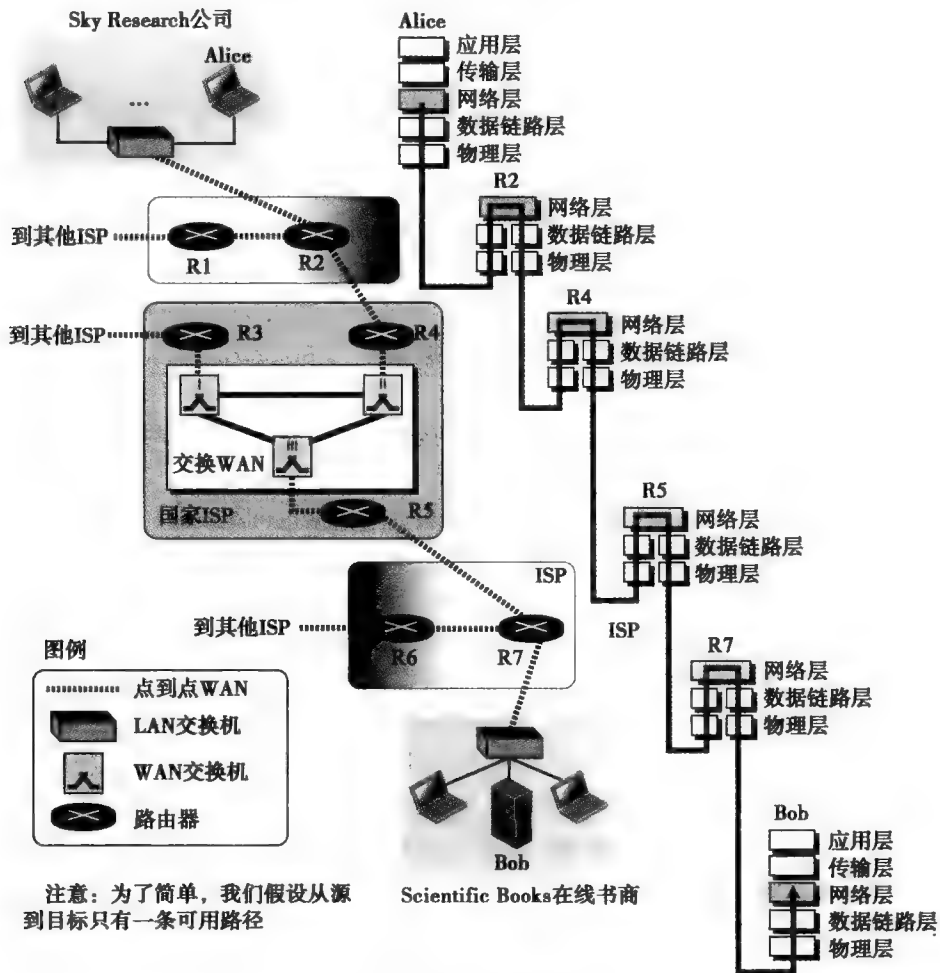 Sky Research公司
Alice
...
到其他ISP
R1
R2
到其他ISP
R3
R4
交换WAN
国家ISP
R5
ISP
到其他ISP
R6
R7
图例
点到点WAN
LAN交换机
WAN交换机
路由器
Bob
Scientific Books在线书商
注意：为了简单，我们假设从源
到目标只有一条可用路径
Alice
应用层
传输层
网络层
数据链路层
物理层
R2
网络层
数据链路层
物理层
R4
网络层
数据链路层
物理层
R5
网络层
数据链路层
物理层
ISP
R7
网络层
数据链路层
物理层
Bob
应用层
传输层
网络层
数据链路层
物理层